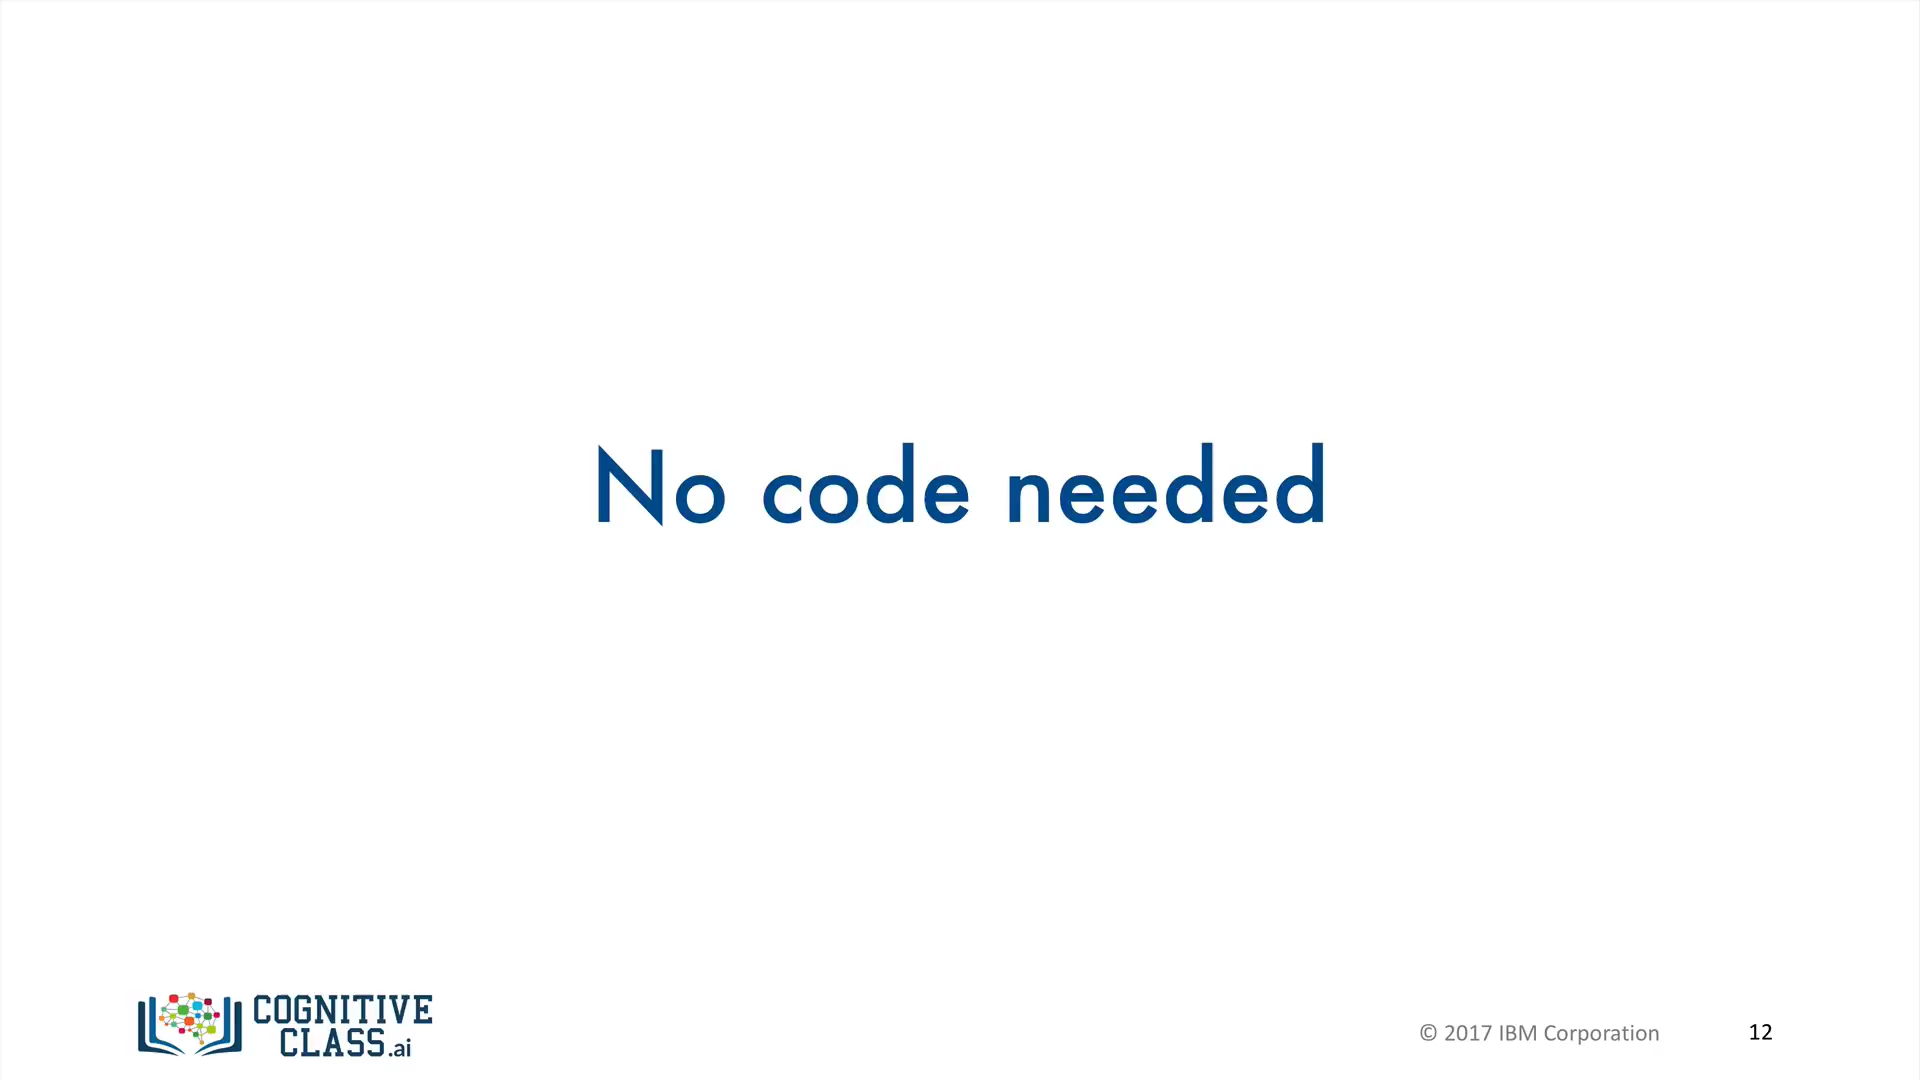 No code needed
COGNITIVE
CLASS.ai
© 2017 IBM Corporation
12